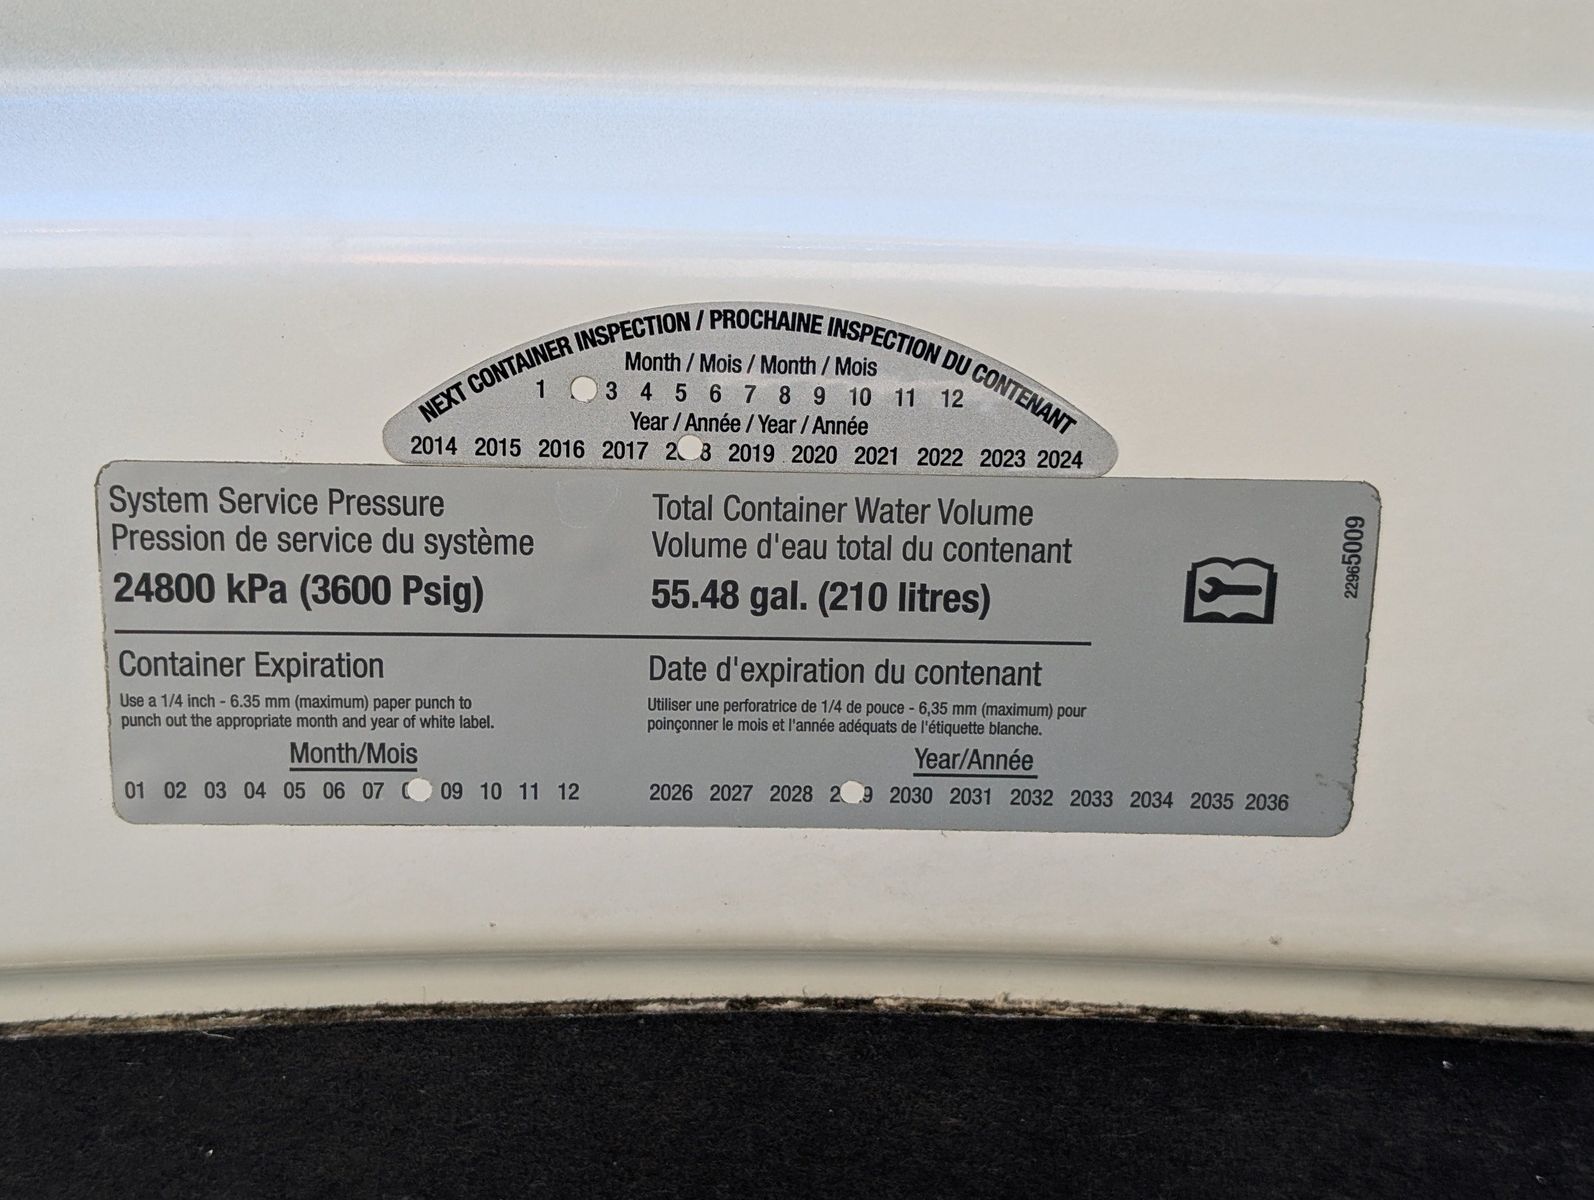 NEXT CONTAINER INSPECTION / PROCHAINE INSPECTION DU CONTENANT
Month / Mois / Month / Mois
1 3 4 5 6 7 8 9 10 11 12
Year / Année / Year / Année
2014 2015 2016 2017 2 8 2019 2020 2021 2022 2023 2024
System Service Pressure
Pression de service du système
24800 kPa (3600 Psig)
Total Container Water Volume
Volume d'eau total du contenant
55.48 gal. (210 litres)
22965009
Container Expiration
Use a 1/4 inch - 6.35 mm (maximum) paper punch to
punch out the appropriate month and year of white label.
Month/Mois
01 02 03 04 05 06 07 09 10 11 12
Date d'expiration du contenant
Utiliser une perforatrice de 1/4 de pouce - 6,35 mm (maximum) pour
poinçonner le mois et l'année adéquats de l'étiquette blanche.
Year/Année
2026 2027 2028 2 9 2030 2031 2032 2033 2034 2035 2036